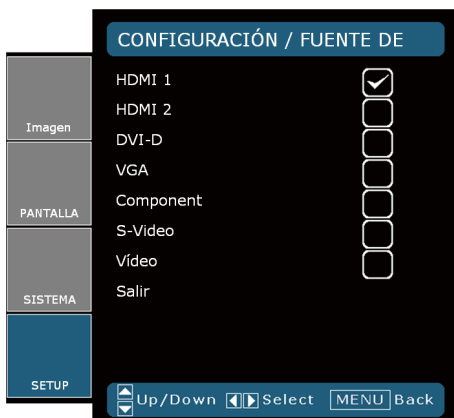 CONFIGURACIÓN / FUENTE DE
HDMI 1
HDMI 2
DVI-D
VGA
Component
S-Video
Vídeo
Salir
Imagen
PANTALLA
SISTEMA
SETUP
Up/Down Select MENU Back